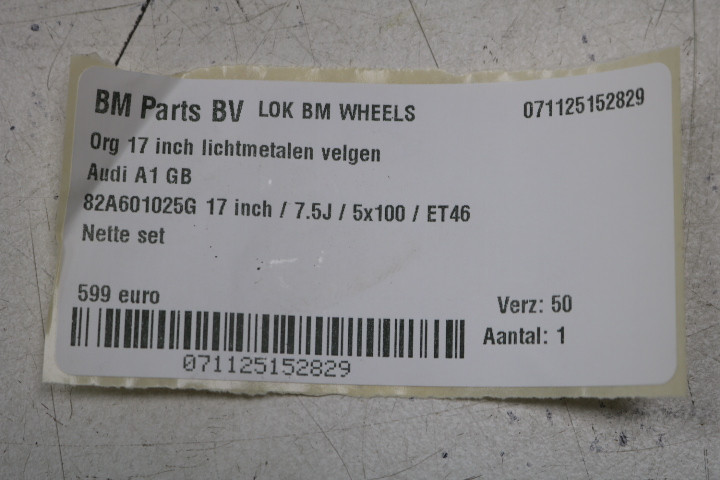 BM Parts BV LOK BM WHEELS 071125152829
Org 17 inch lichtmetalen velgen
Audi A1 GB
82A601025G 17 inch / 7.5J / 5x100 / ET46
Nette set
599 euro
Verz: 50
Aantal: 1
071125152829